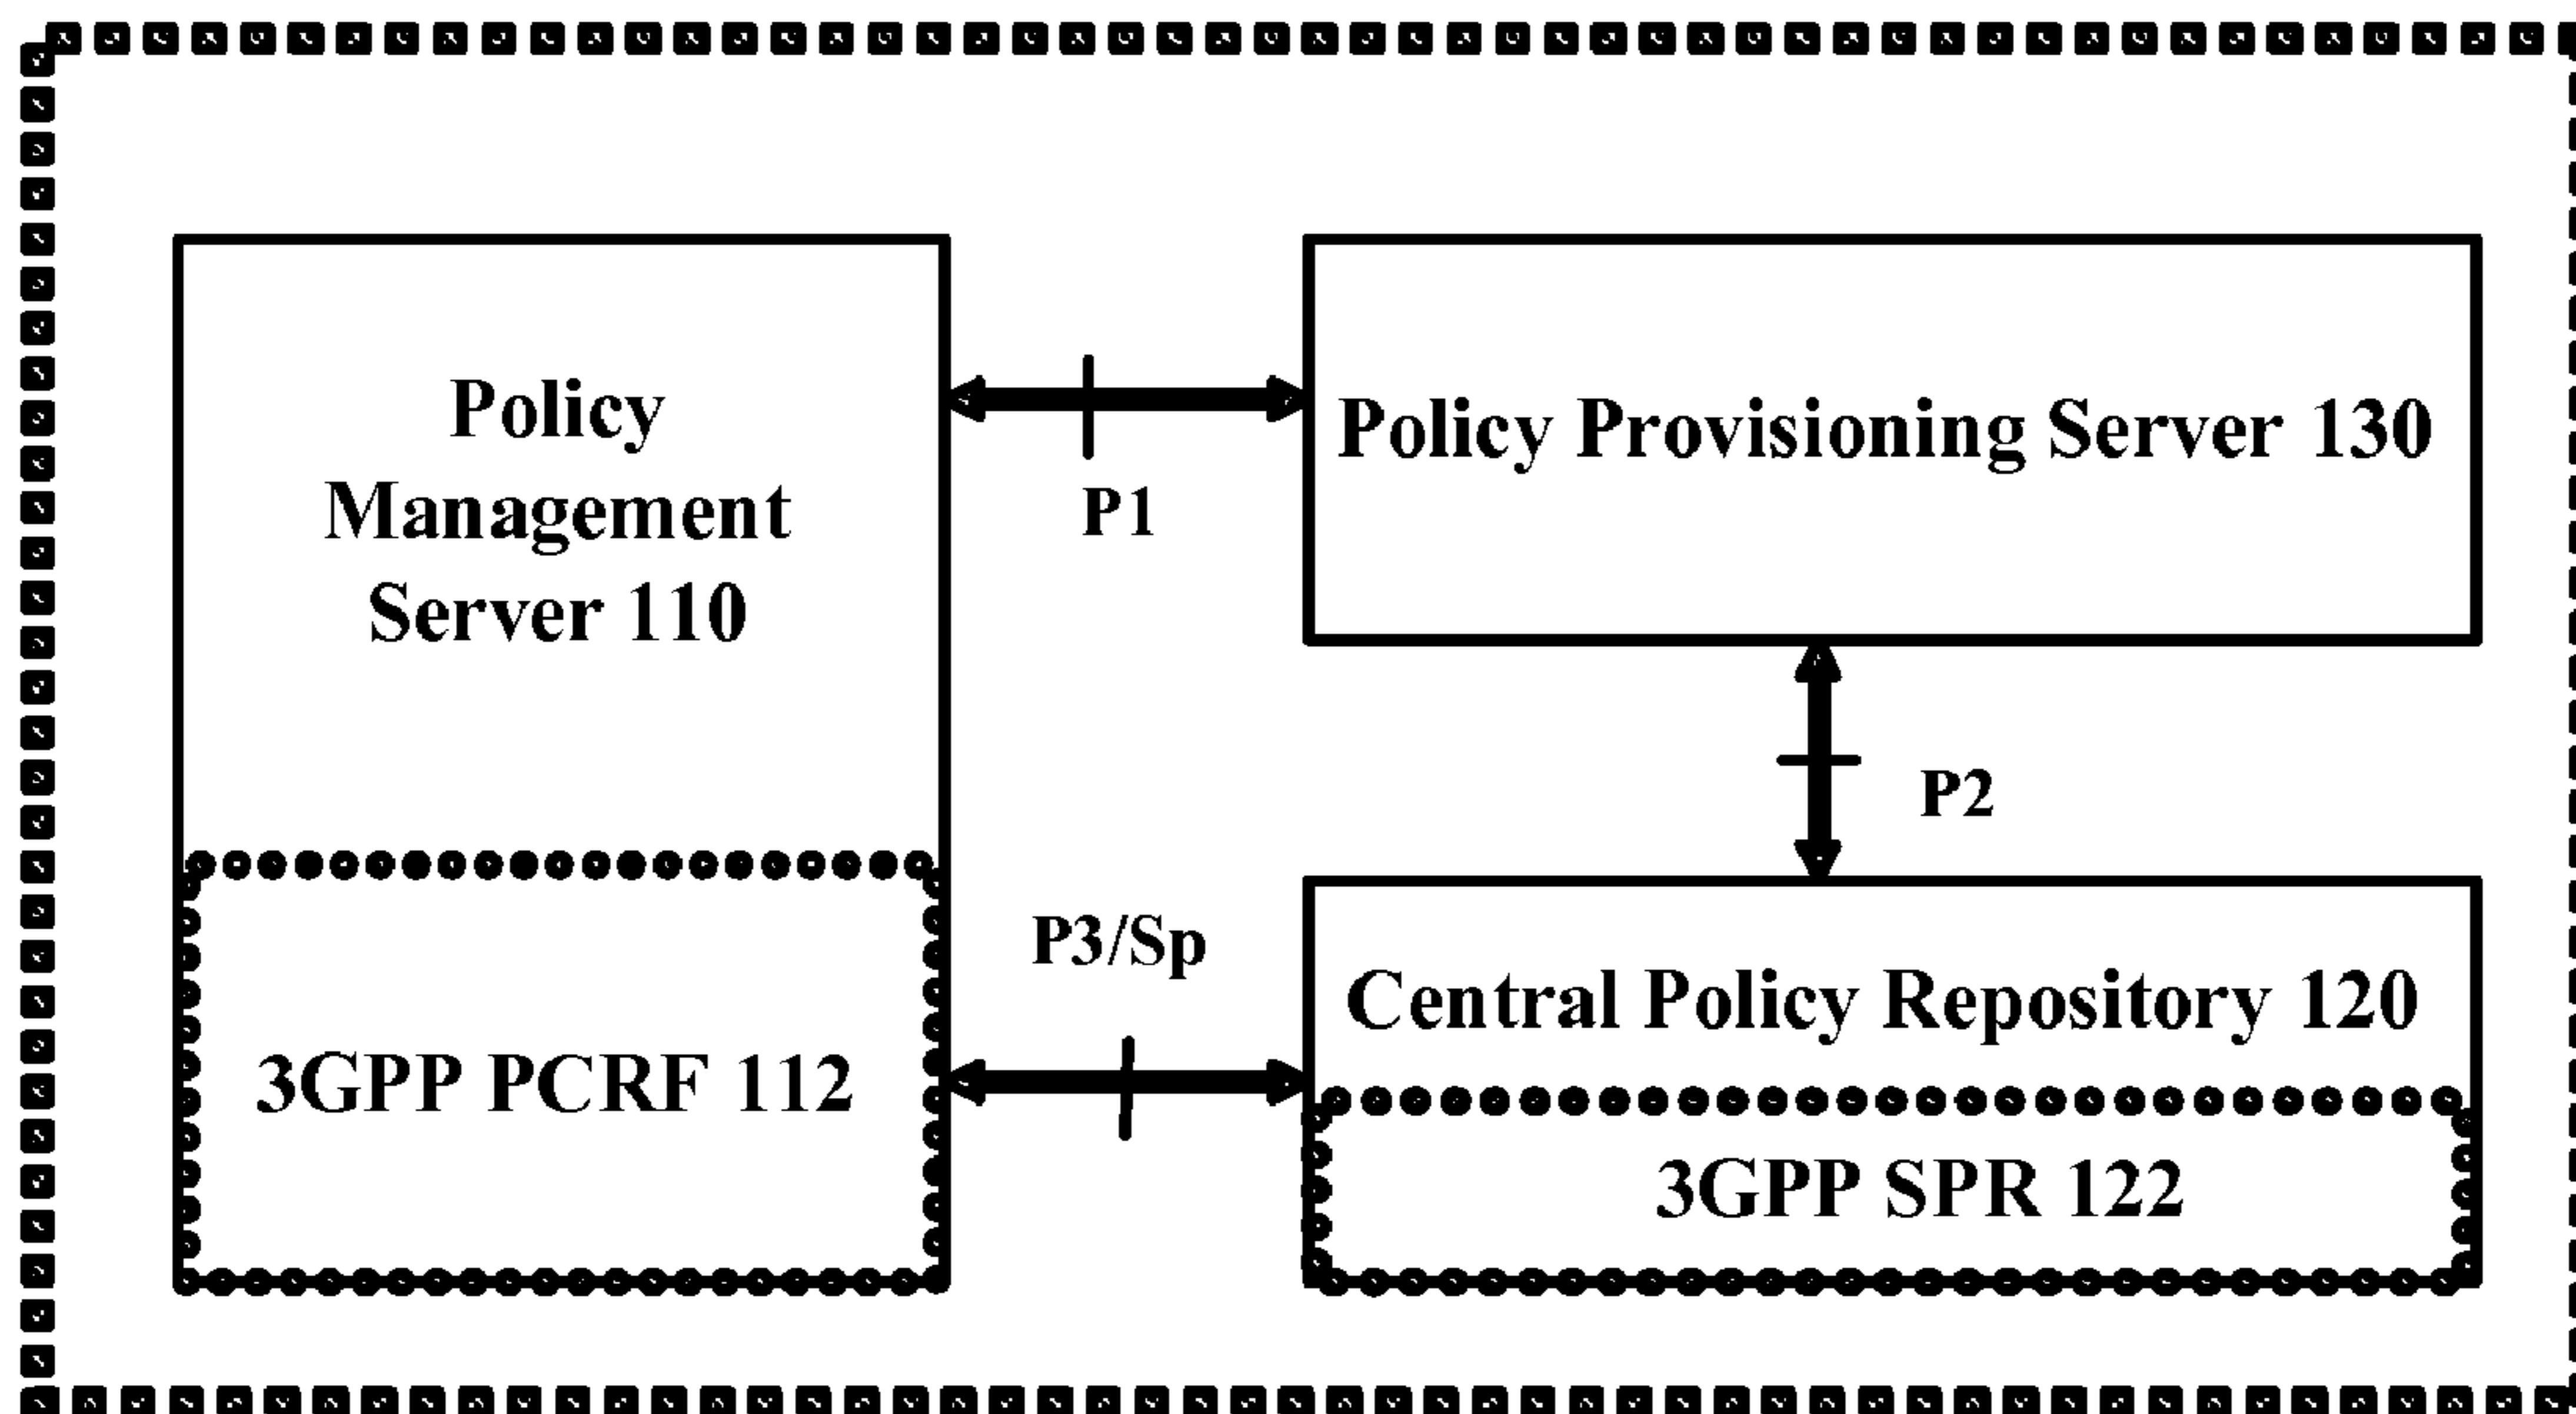 Policy
Management
Server 110
P1
Policy Provisioning Server 130
P2
3GPP PCRF 112
P3/Sp
Central Policy Repository 120
3GPP SPR 122